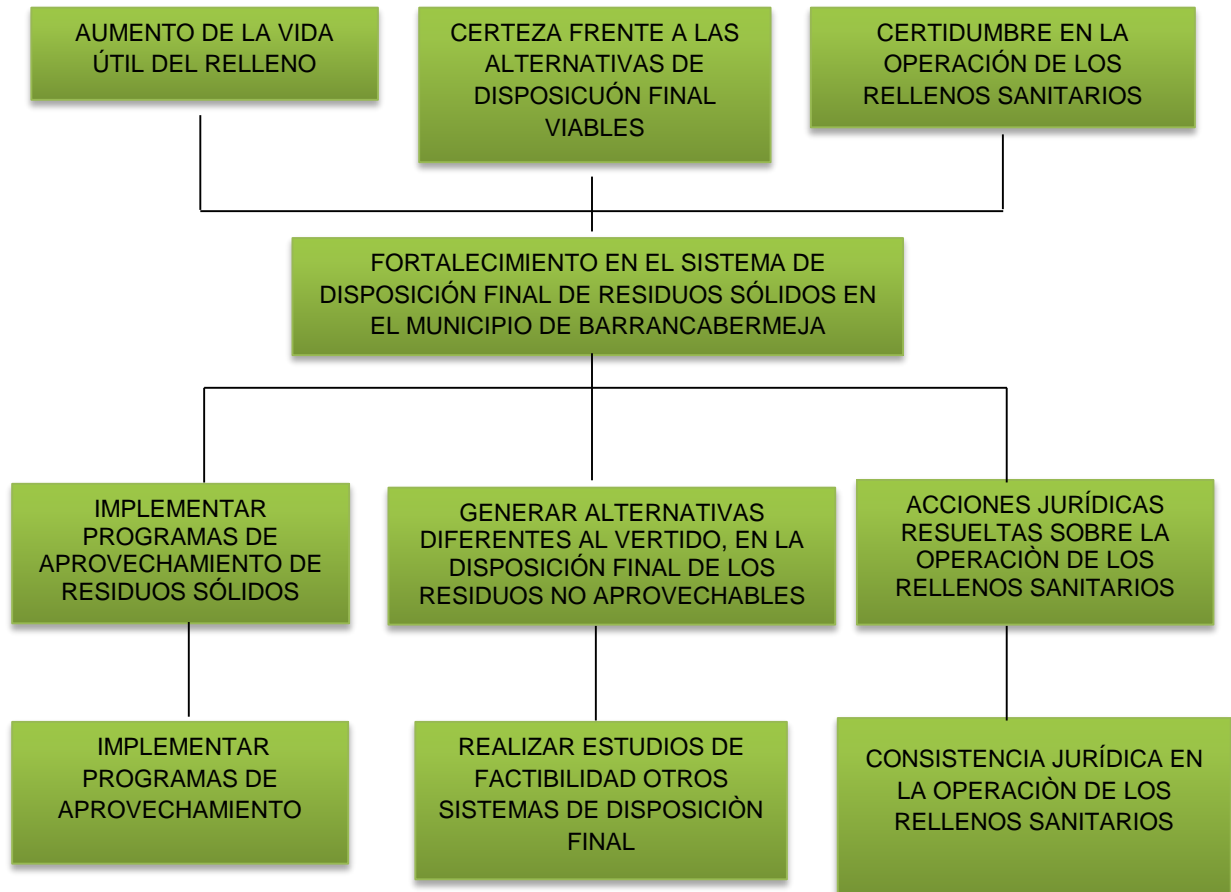 AUMENTO DE LA VIDA
ÚTIL DEL RELLENO
CERTEZA FRENTE A LAS
ALTERNATIVAS DE
DISPOSICUÓN FINAL
VIABLES
CERTIDUMBRE EN LA
OPERACIÓN DE LOS
RELLENOS SANITARIOS
FORTALECIMIENTO EN EL SISTEMA DE
DISPOSICIÓN FINAL DE RESIDUOS SÓLIDOS EN
EL MUNICIPIO DE BARRANCABERMEJA
IMPLEMENTAR
PROGRAMAS DE
APROVECHAMIENTO DE
RESIDUOS SÓLIDOS
GENERAR ALTERNATIVAS
DIFERENTES AL VERTIDO, EN LA
DISPOSICIÓN FINAL DE LOS
RESIDUOS NO APROVECHABLES
ACCIONES JURÍDICAS
RESUELTAS SOBRE LA
OPERACIÒN DE LOS
RELLENOS SANITARIOS
IMPLEMENTAR
PROGRAMAS DE
APROVECHAMIENTO
REALIZAR ESTUDIOS DE
FACTIBILIDAD OTROS
SISTEMAS DE DISPOSICIÒN
FINAL
CONSISTENCIA JURÍDICA EN
LA OPERACIÒN DE LOS
RELLENOS SANITARIOS